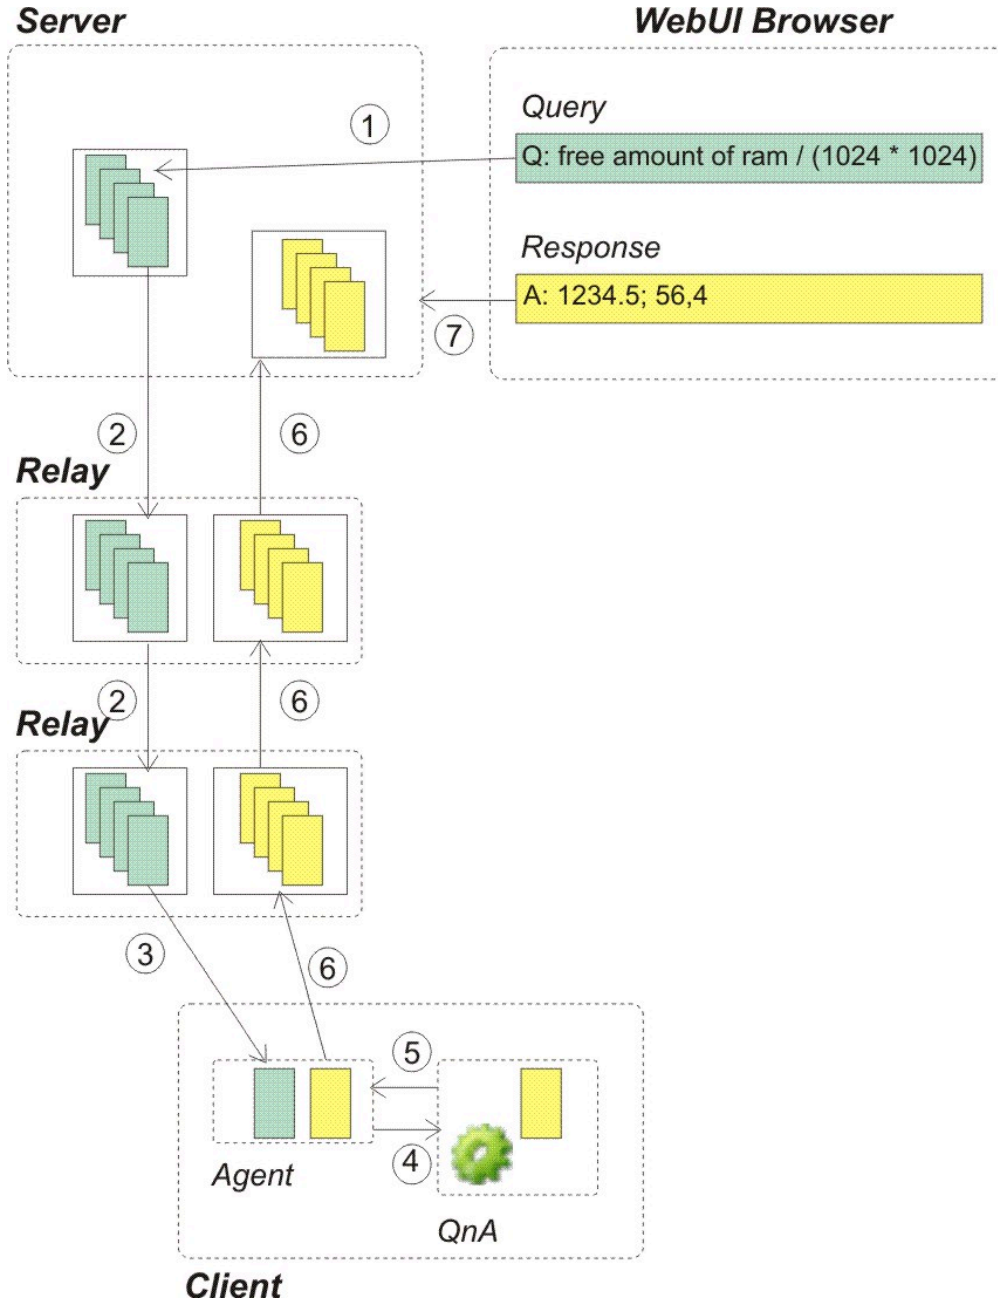 Server
WebUI Browser
1
Query
Q: free amount of ram / (1024 * 1024)
Response
A: 1234.5; 56,4
7
2
6
Relay
2
6
Relay
3
6
5
4
Agent
QnA
Client